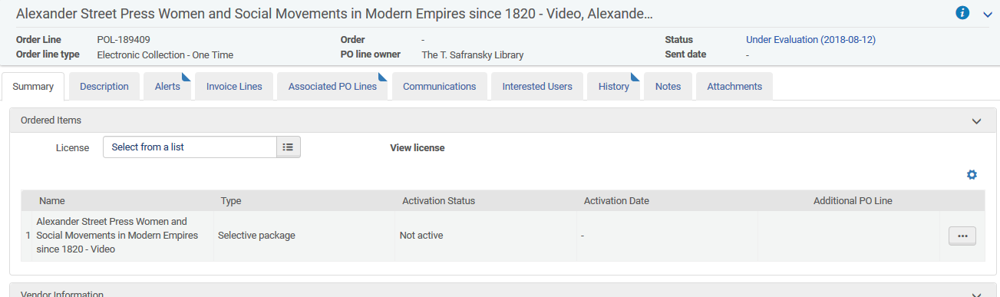 Alexander Street Press Women and Social Movements in Modern Empires since 1820 - Video, Alexande...
Order Line POL-189409 Order - Status Under Evaluation (2018-08-12)
Order line type Electronic Collection - One Time PO line owner The T. Safransky Library Sent date -
Summary Description Alerts Invoice Lines Associated PO Lines Communications Interested Users History Notes Attachments
Ordered Items
License Select from a list View license
Name Type Activation Status Activation Date Additional PO Line
Alexander Street Press Women and
1 Social Movements in Modern Empires Selective package Not active -
since 1820 - Video
Vendor Information